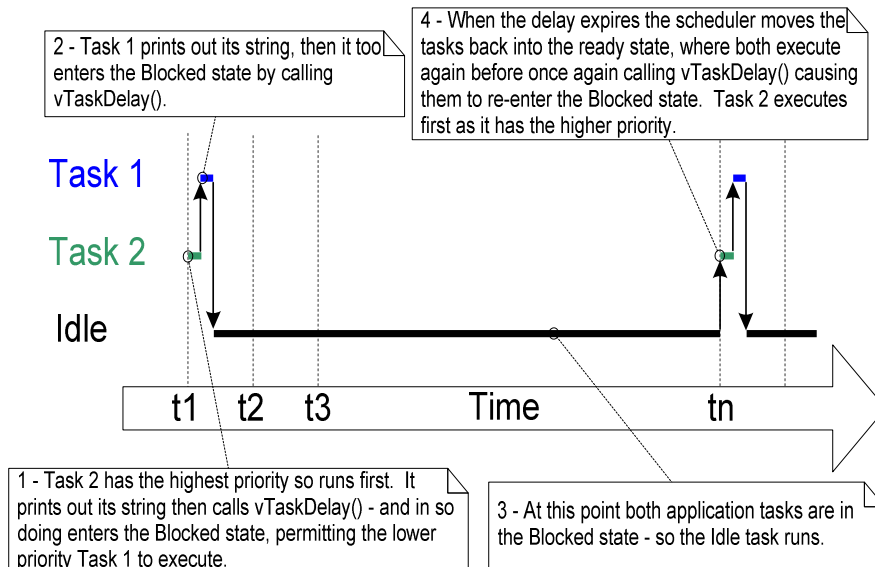 2 - Task 1 prints out its string, then it too
enters the Blocked state by calling
vTaskDelay().
4 - When the delay expires the scheduler moves the
tasks back into the ready state, where both execute
again before once again calling vTaskDelay() causing
them to re-enter the Blocked state.  Task 2 executes
first as it has the higher priority.
Task 1
Task 2
Idle
t1 t2 t3 Time tn
1 - Task 2 has the highest priority so runs first.  It
prints out its string then calls vTaskDelay() - and in so
doing enters the Blocked state, permitting the lower
priority Task 1 to execute.
3 - At this point both application tasks are in
the Blocked state - so the Idle task runs.